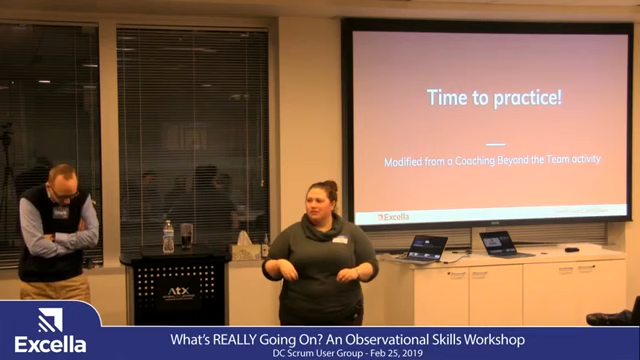 Time to practice!
Modified from a Coaching Beyond the Team activity
Excella
AtX
Excella
What's REALLY Going On? An Observational Skills Workshop
DC Scrum User Group - Feb 25, 2019